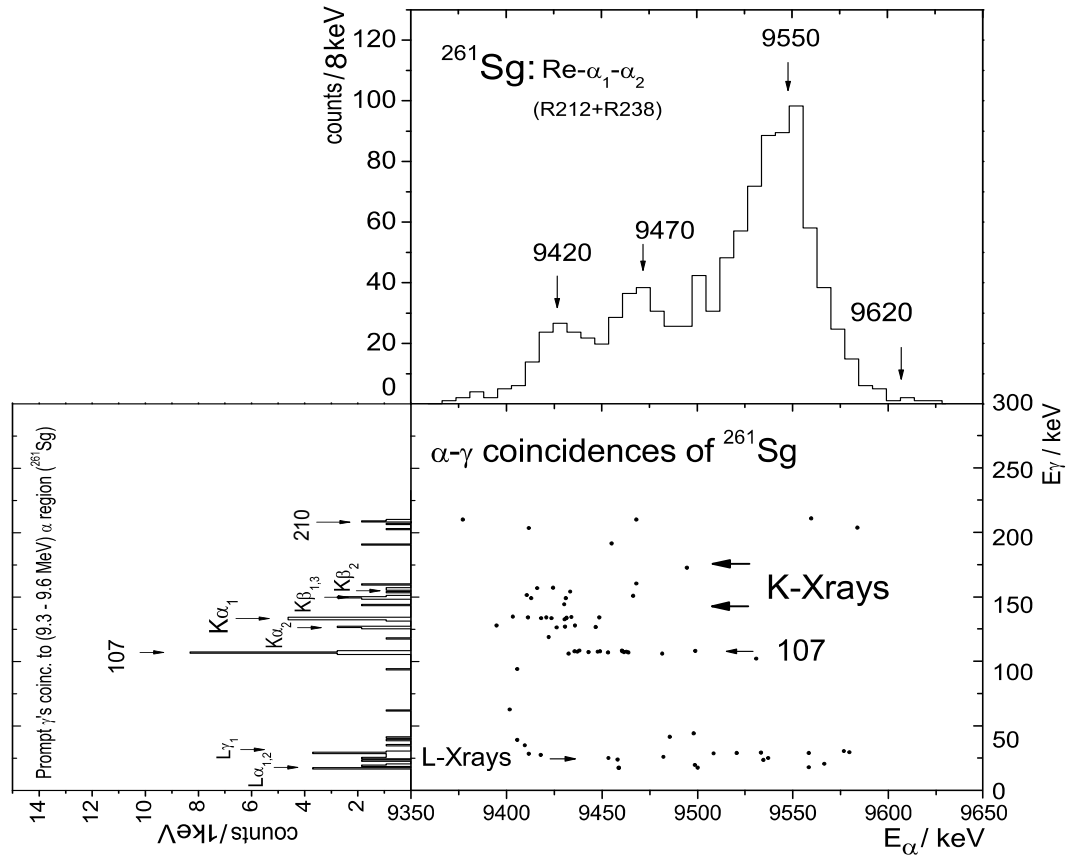 counts / 8 keV
120
100
80
60
40
20
0
²⁶¹Sg: Re-α₁-α₂
(R212+R238)
9550
9470
9420
9620
Prompt γ's coinc. to (9.3 - 9.6 MeV) α region (²⁶¹Sg)
210
Kβ₂
Kβ₁,₃
Kα₁
Kα₂
107
Lγ₁
Lα₁,₂
14
12
10
8
6
4
2
counts/1keV
α-γ coincidences of ²⁶¹Sg
K-Xrays
107
L-Xrays
300
250
200
150
100
50
0
Eγ / keV
9350
9400
9450
9500
9550
9600
9650
Eα / keV